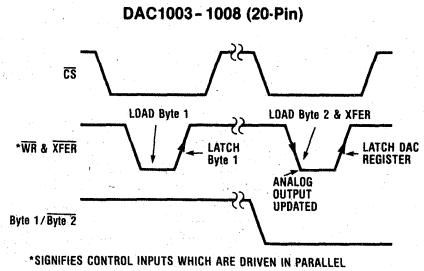 DAC1003-1008 (20-Pin)
CS
LOAD Byte 1
LOAD Byte 2 & XFER
*WR & XFER
LATCH
Byte 1
LATCH DAC
REGISTER
ANALOG
OUTPUT
UPDATED
Byte 1/Byte 2
*SIGNIFIES CONTROL INPUTS WHICH ARE DRIVEN IN PARALLEL